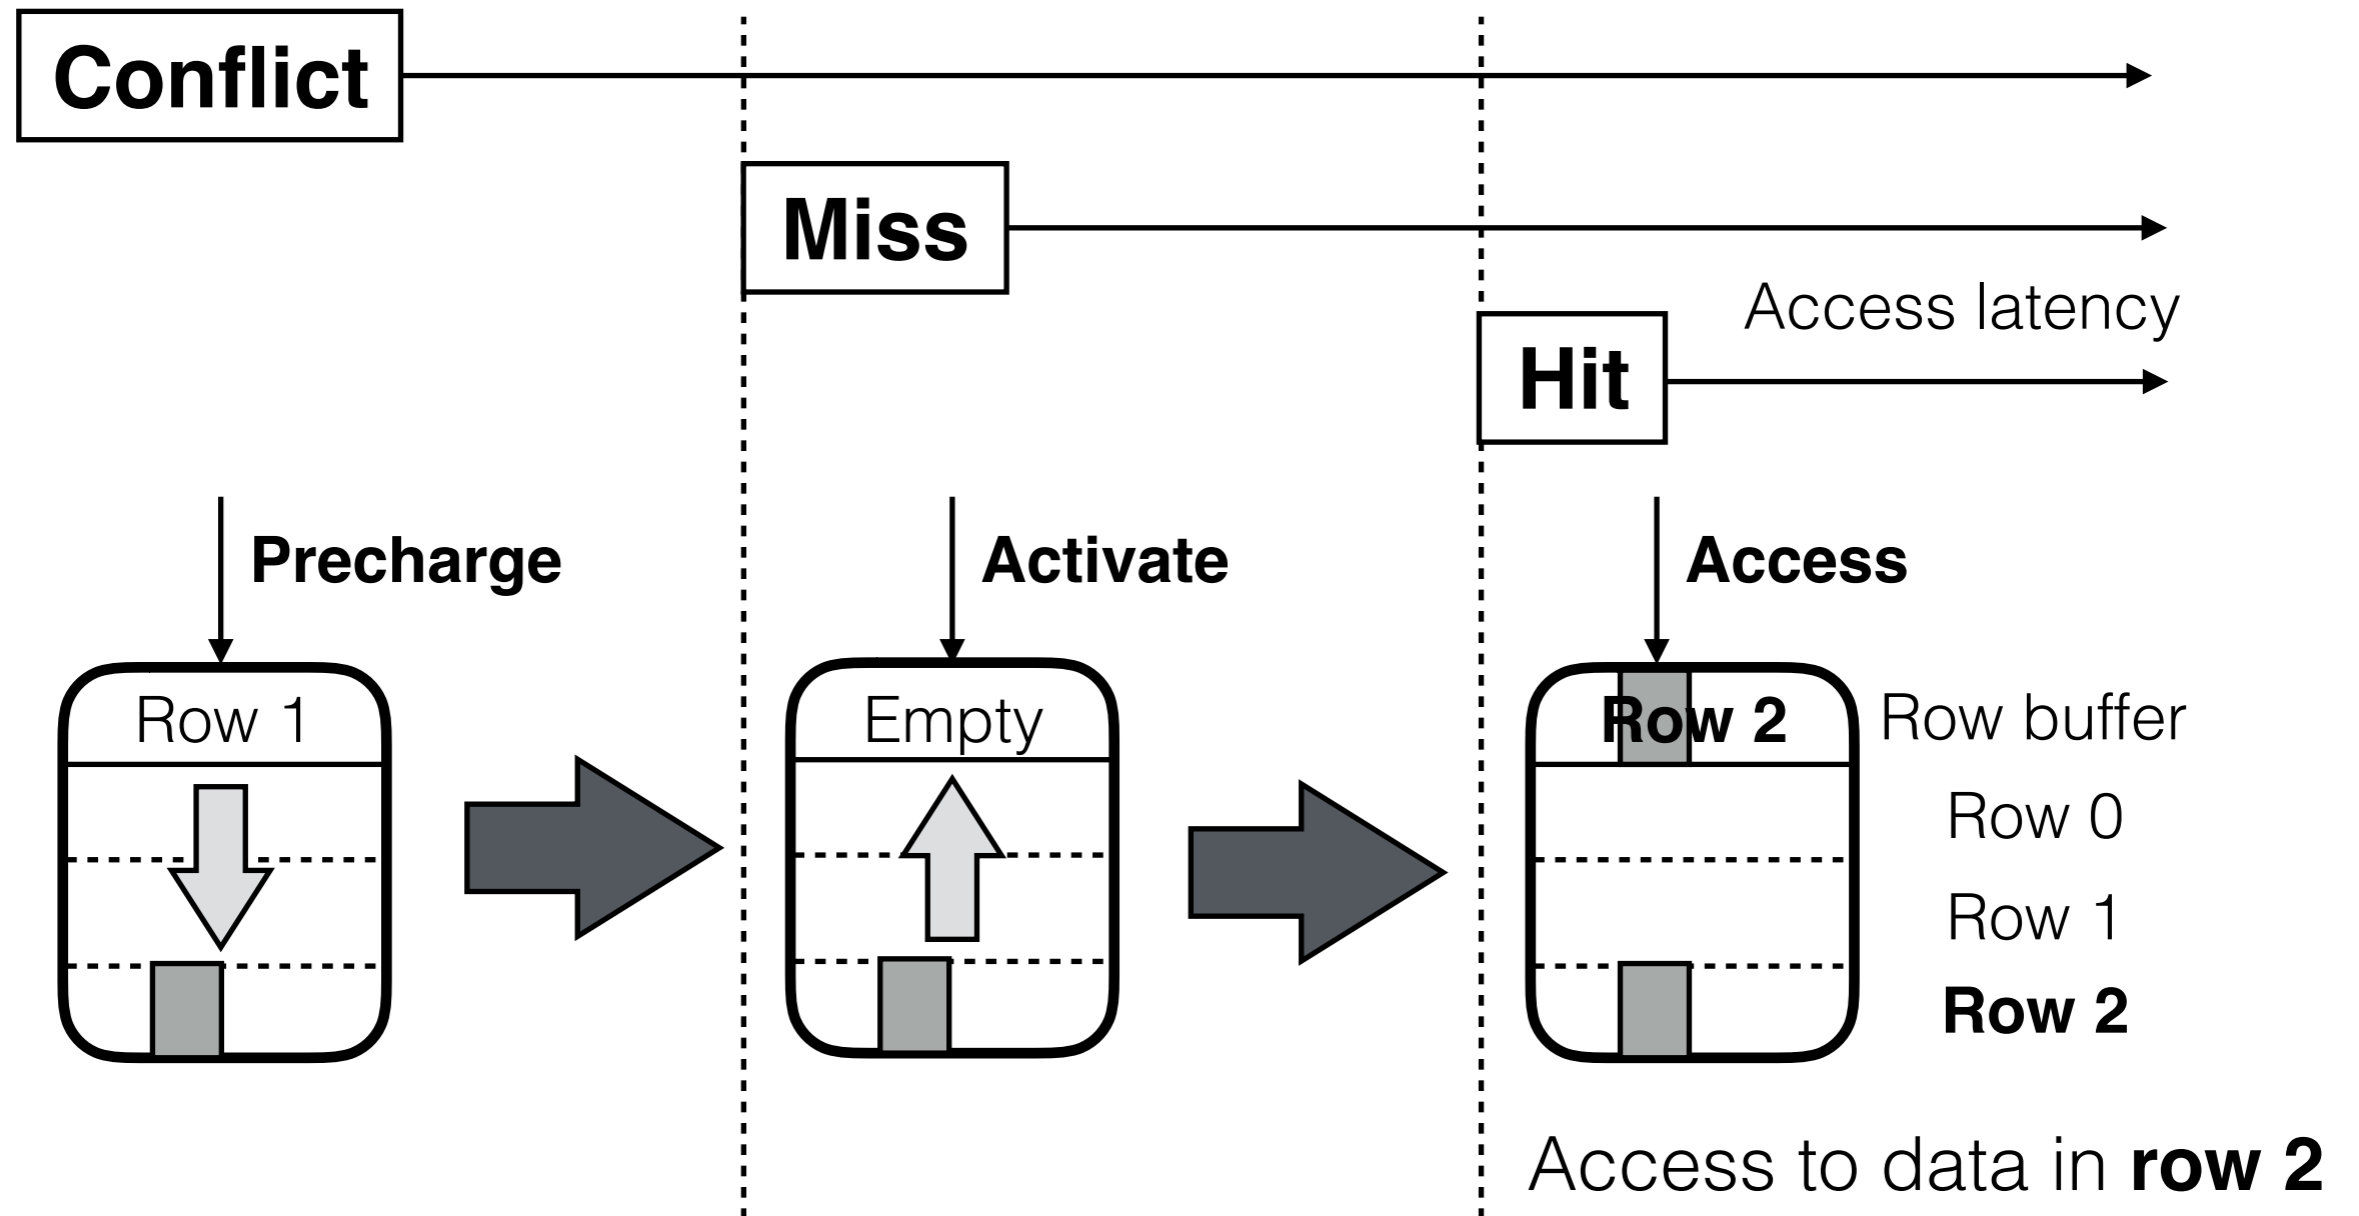 Conflict
Miss
Access latency
Hit
Precharge
Activate
Access
Row 1
Empty
Row 2
Row buffer
Row 0
Row 1
Row 2
Access to data in row 2